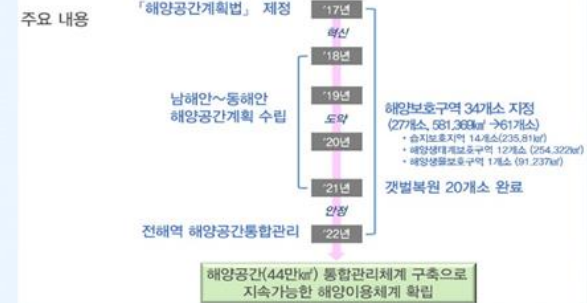 주요 내용
「해양공간계획법」 제정
'17년
혁신
'18년
남해안~동해안
해양공간계획 수립
'19년
도약
'20년
해양보호구역 34개소 지정
(27개소, 581,369㎢→61개소)
• 습지보호지역 14개소(235,81㎢)
• 해양생태계보호구역 12개소 (254,322㎢)
• 해양생물보호구역 1개소 (91,237㎢)
'21년
갯벌복원 20개소 완료
안정
전해역 해양공간통합관리
'22년
해양공간(44만㎢) 통합관리체계 구축으로
지속가능한 해양이용체계 확립